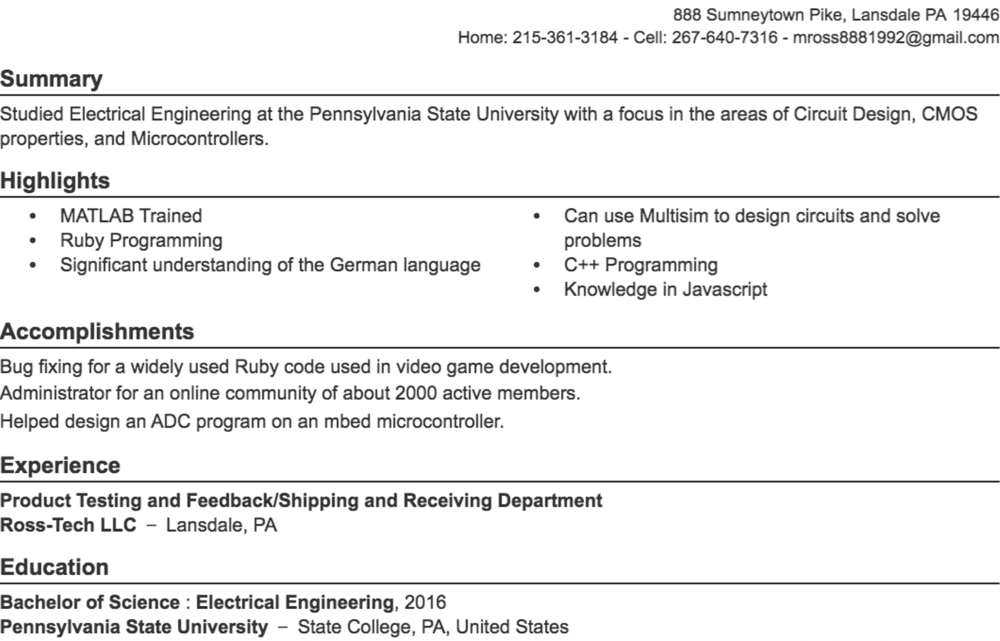 888 Sumneytown Pike, Lansdale PA 19446
Home: 215-361-3184 - Cell: 267-640-7316 - mross8881992@gmail.com
Summary
Studied Electrical Engineering at the Pennsylvania State University with a focus in the areas of Circuit Design, CMOS
properties, and Microcontrollers.
Highlights
• MATLAB Trained
• Ruby Programming
• Significant understanding of the German language
• Can use Multisim to design circuits and solve
problems
• C++ Programming
• Knowledge in Javascript
Accomplishments
Bug fixing for a widely used Ruby code used in video game development.
Administrator for an online community of about 2000 active members.
Helped design an ADC program on an mbed microcontroller.
Experience
Product Testing and Feedback/Shipping and Receiving Department
Ross-Tech LLC – Lansdale, PA
Education
Bachelor of Science : Electrical Engineering, 2016
Pennsylvania State University – State College, PA, United States